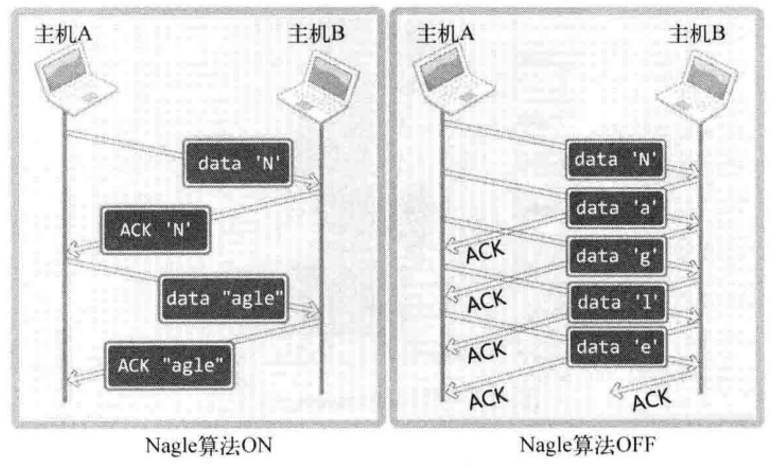 主机A
主机B
data 'N'
ACK 'N'
data "agle"
ACK "agle"
Nagle算法ON
主机A
主机B
data 'N'
data 'a'
ACK
data 'g'
ACK
data 'l'
ACK
data 'e'
ACK
ACK
Nagle算法OFF